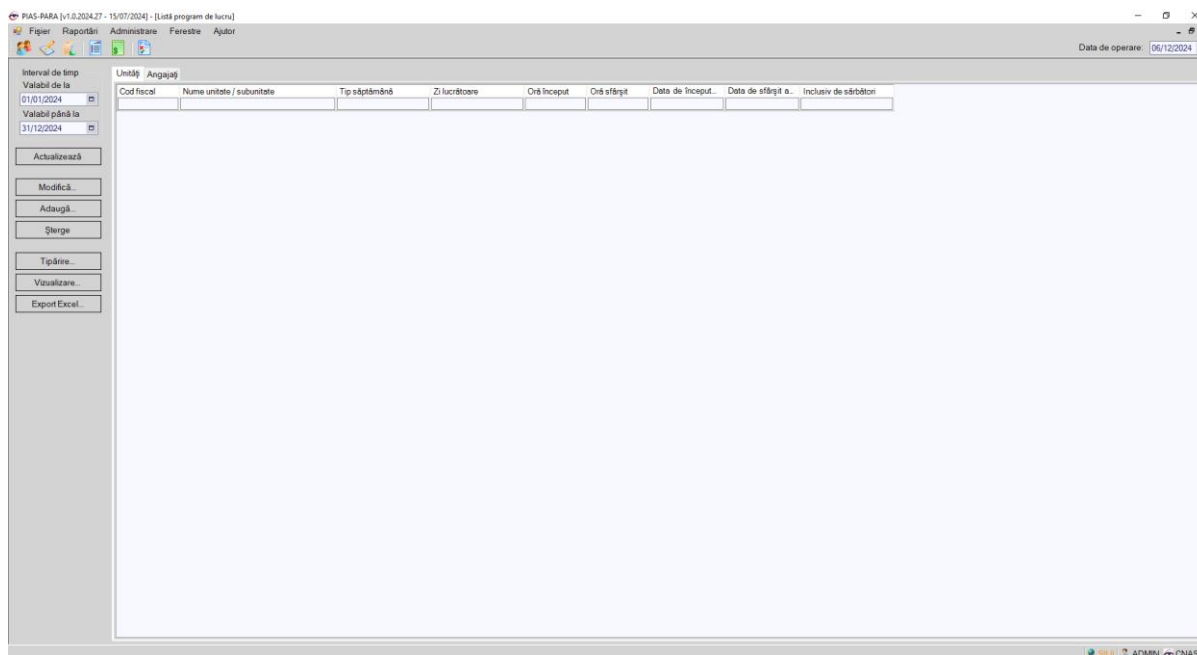 PIAS-PARA [v1.0.2024.27 - 15/07/2024] - [Listă program de lucru]
Fişier Raportări Administrare Ferestre Ajutor
Data de operare: 06/12/2024
Interval de timp
Valabil de la
01/01/2024
Valabil până la
31/12/2024
Actualizează
Modifică...
Adaugă...
Şterge
Tipărire...
Vizualizare...
Export Excel...
Unităţi Angajaţi
Cod fiscal Nume unitate / subunitate Tip săptămână Zi lucrătoare Oră început Oră sfârşit Data de început... Data de sfârşit a... Inclusiv de sărbători
SIUI ADMIN CNAS